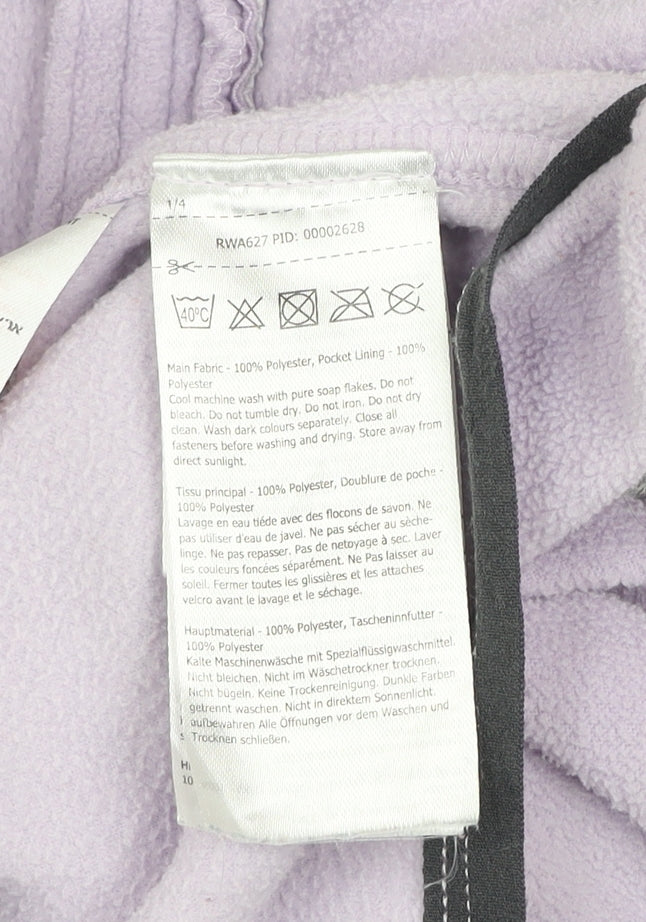 1/4
RWA627 PID: 00002628
40°C
Main Fabric - 100% Polyester, Pocket Lining - 100%
Polyester
Cool machine wash with pure soap flakes. Do not
bleach. Do not tumble dry. Do not iron. Do not dry
clean. Wash dark colours separately. Close all
fasteners before washing and drying. Store away from
direct sunlight.
Tissu principal - 100% Polyester, Doublure de poche -
100% Polyester
Lavage en eau tiéde avec des flocons de savon. Ne
pas utiliser d'eau de javel. Ne pas sécher au sèche-
linge. Ne pas repasser. Pas de netoyage à sec. Laver
les couleurs foncées séparément. Ne Pas laisser au
soleil. Fermer toutes les glissières et les attaches
velcro avant le lavage et le séchage.
Hauptmaterial - 100% Polyester, Tascheninnfutter -
100% Polyester
Kalte Maschinenwäsche mit Spezialflüssigwaschmittel.
Nicht bleichen. Nicht im Wäschetrockner trocknen.
Nicht bügeln. Keine Trockenreinigung. Dunkle Farben
getrennt waschen. Nicht in direktem Sonnenlicht.
aufbewahren Alle Öffnungen vor dem Waschen und
Trocknen schließen.
10